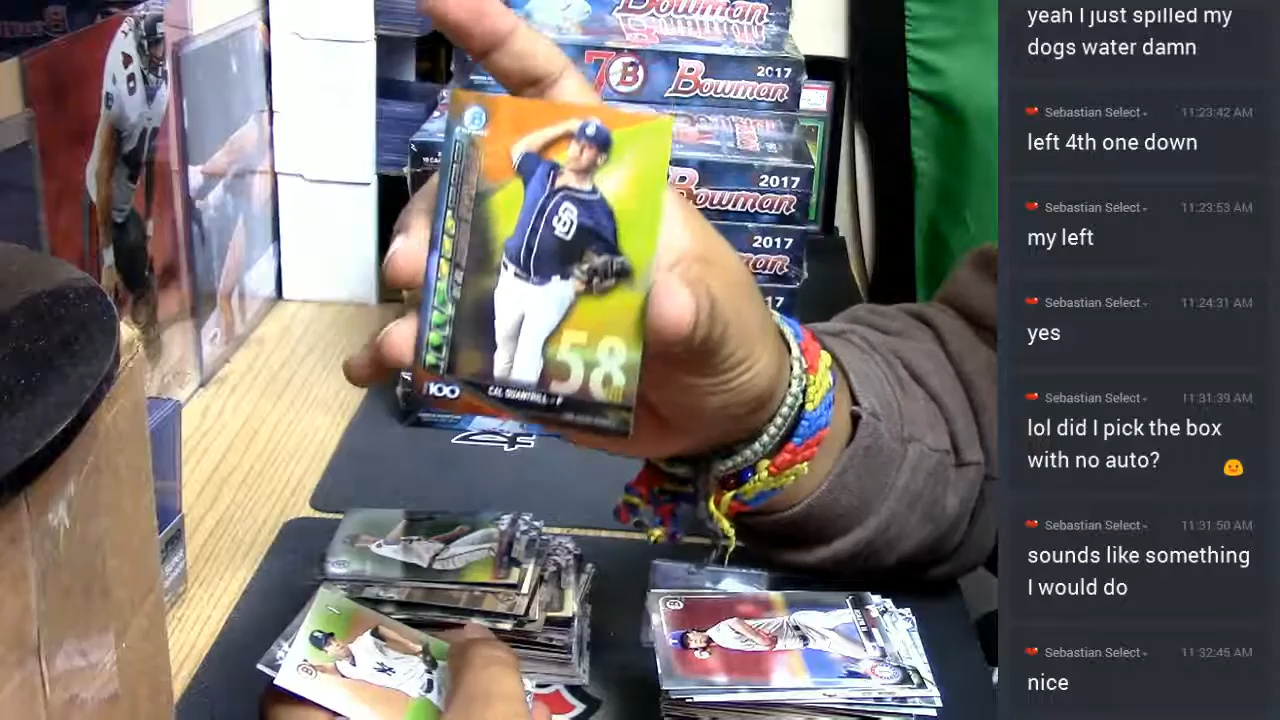 Bowman
70 B Bowman 2017
Bowman 2017
2017
17
SD
58
100
CAL QUANTRILL - P
yeah I just spilled my
dogs water damn
Sebastian Select 11:23:42 AM
left 4th one down
Sebastian Select 11:23:53 AM
my left
Sebastian Select 11:24:31 AM
yes
Sebastian Select 11:31:39 AM
lol did I pick the box
with no auto?
Sebastian Select 11:31:50 AM
sounds like something
I would do
Sebastian Select 11:32:45 AM
nice